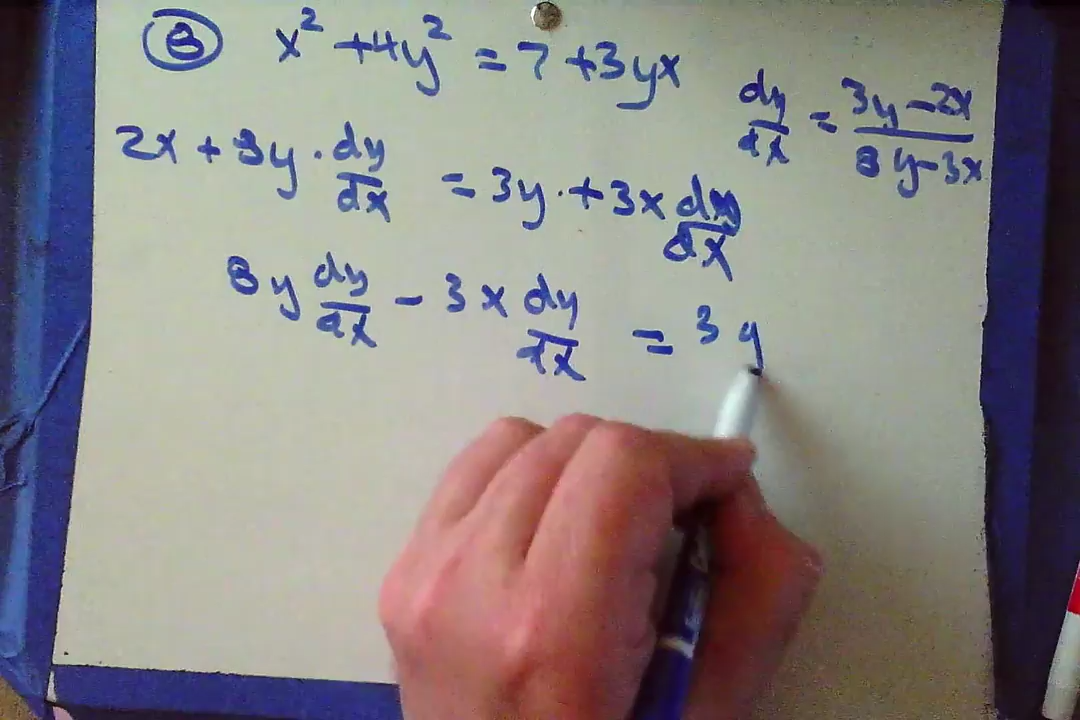 8 x² + 4y² = 7 + 3yx
dy/dx = (3y - 2x)/(8y - 3x)
2x + 8y · dy/dx = 3y · + 3x dy/dx
8y dy/dx - 3x dy/dx = 3y